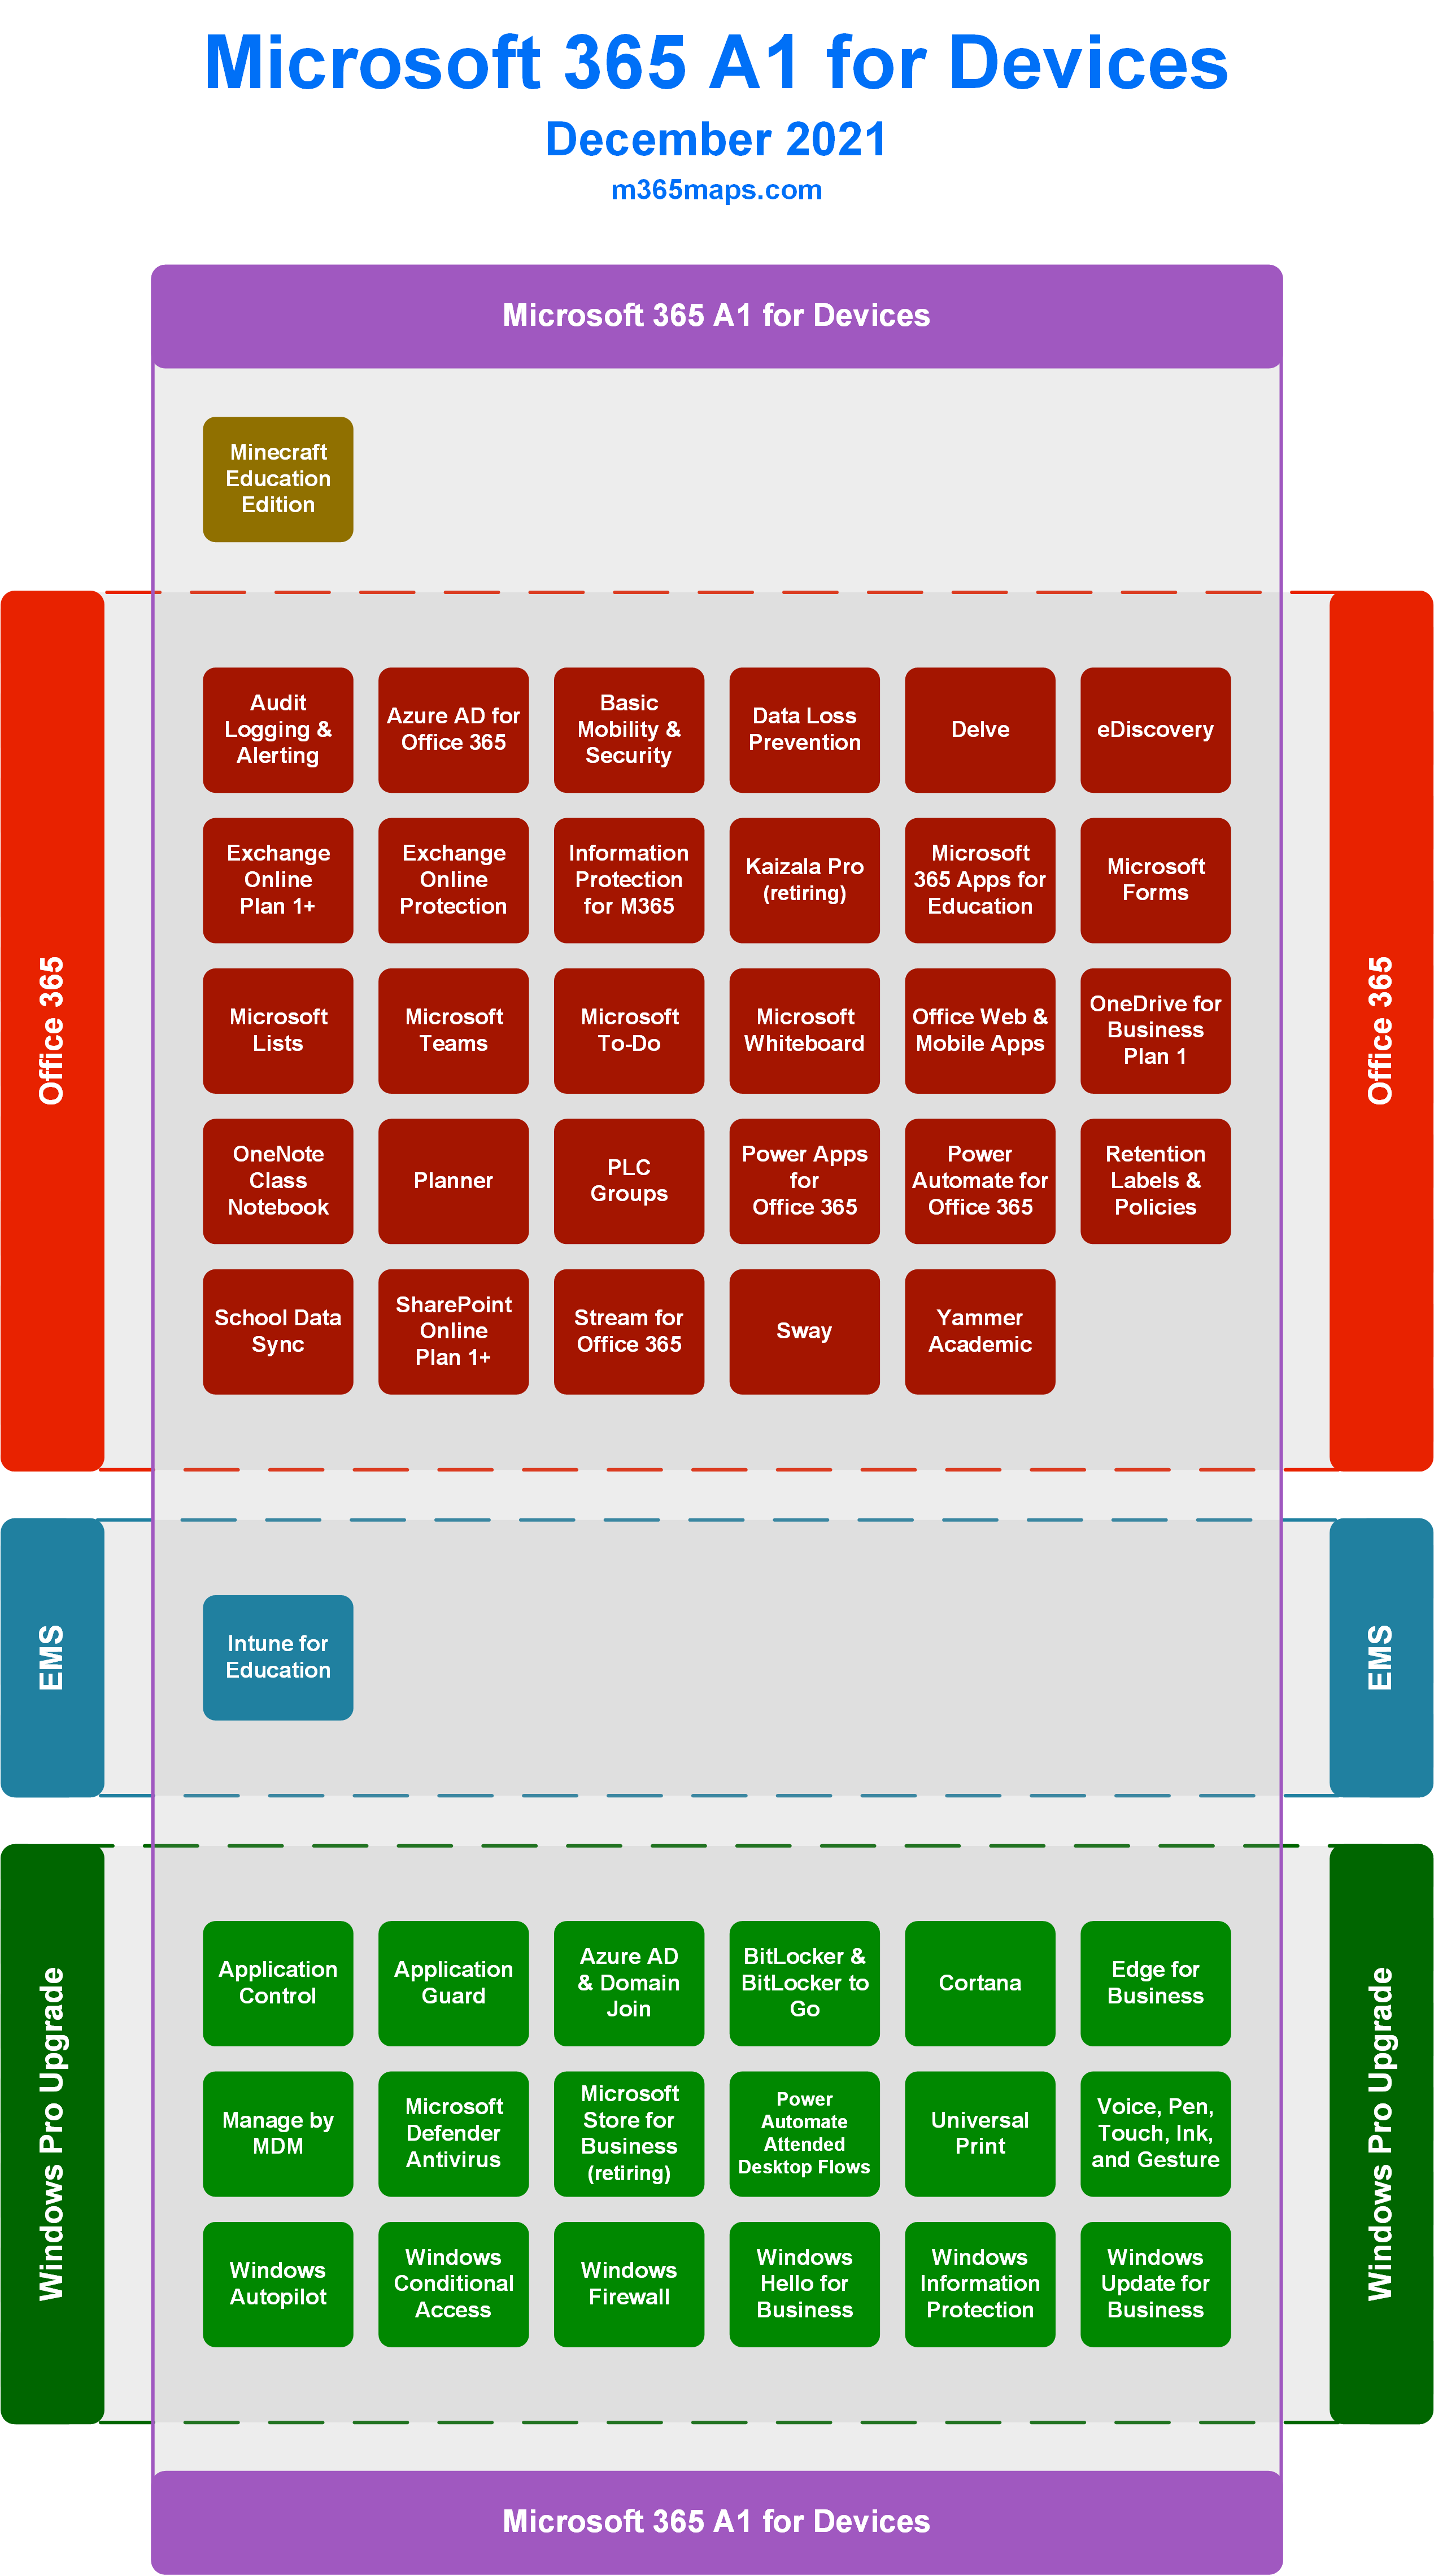 Microsoft 365 A1 for Devices
December 2021
m365maps.com
Microsoft 365 A1 for Devices
Minecraft
Education
Edition
Office 365
Office 365
Audit
Logging &
Alerting
Azure AD for
Office 365
Basic
Mobility &
Security
Data Loss
Prevention
Delve
eDiscovery
Exchange
Online
Plan 1+
Exchange
Online
Protection
Information
Protection
for M365
Kaizala Pro
(retiring)
Microsoft
365 Apps for
Education
Microsoft
Forms
Microsoft
Lists
Microsoft
Teams
Microsoft
To-Do
Microsoft
Whiteboard
Office Web &
Mobile Apps
OneDrive for
Business
Plan 1
OneNote
Class
Notebook
Planner
PLC
Groups
Power Apps
for
Office 365
Power
Automate for
Office 365
Retention
Labels &
Policies
School Data
Sync
SharePoint
Online
Plan 1+
Stream for
Office 365
Sway
Yammer
Academic
EMS
EMS
Intune for
Education
Windows Pro Upgrade
Windows Pro Upgrade
Application
Control
Application
Guard
Azure AD
& Domain
Join
BitLocker &
BitLocker to
Go
Cortana
Edge for
Business
Manage by
MDM
Microsoft
Defender
Antivirus
Microsoft
Store for
Business
(retiring)
Power
Automate
Attended
Desktop Flows
Universal
Print
Voice, Pen,
Touch, Ink,
and Gesture
Windows
Autopilot
Windows
Conditional
Access
Windows
Firewall
Windows
Hello for
Business
Windows
Information
Protection
Windows
Update for
Business
Microsoft 365 A1 for Devices